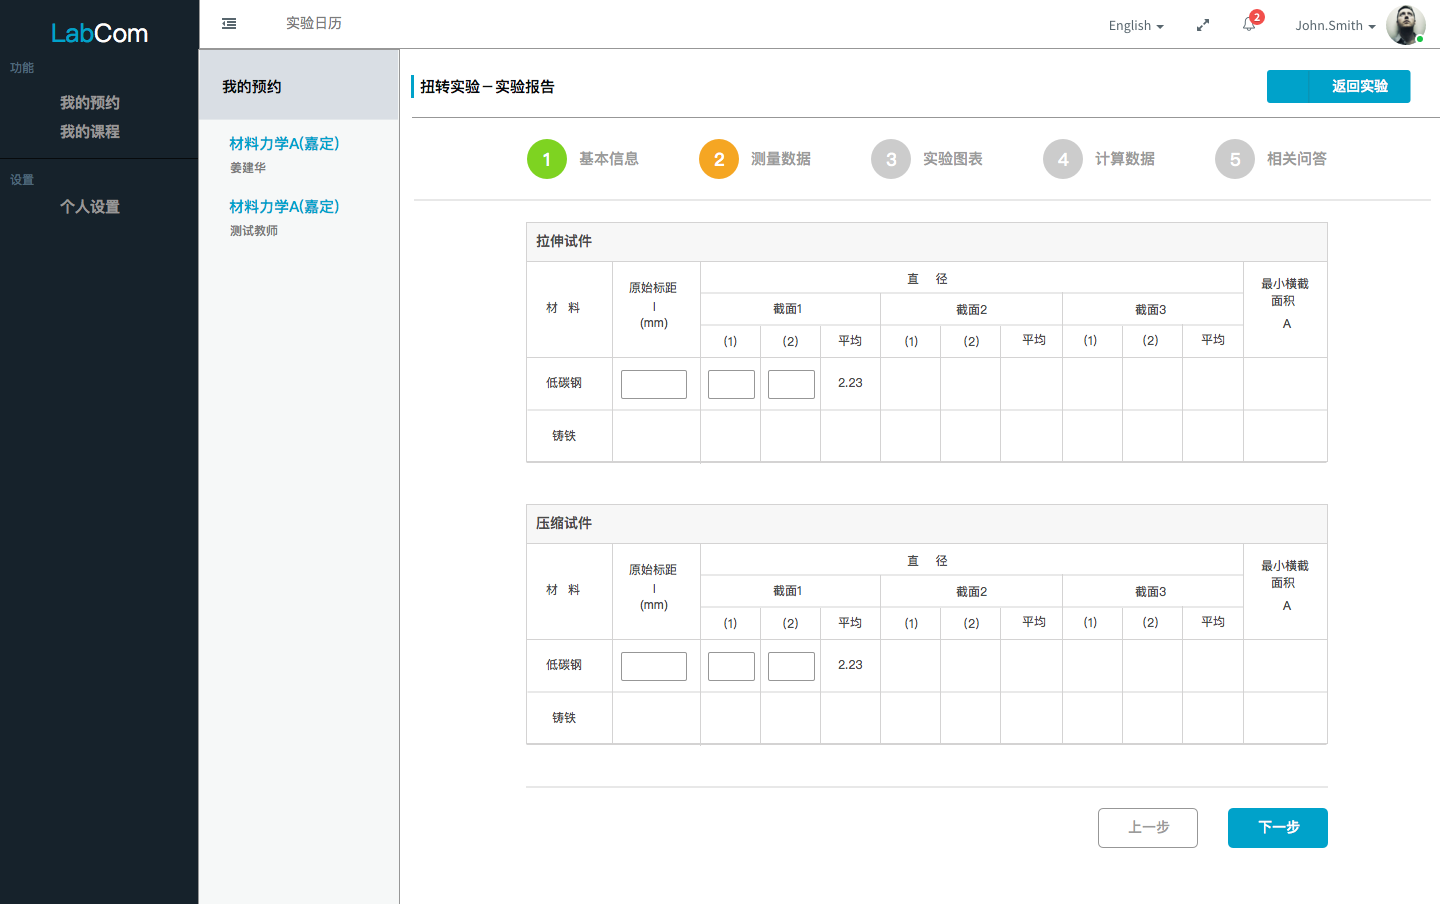 LabCom
功能
我的预约
我的课程
设置
个人设置
实验日历
English
2
John.Smith
我的预约
材料力学A(嘉定)
姜建华
材料力学A(嘉定)
测试教师
扭转实验－实验报告
返回实验
1 基本信息
2 测量数据
3 实验图表
4 计算数据
5 相关问答
拉伸试件
材 料
原始标距
l
(mm)
直 径
最小横截
面积
A
截面1 截面2 截面3
(1) (2) 平均 (1) (2) 平均 (1) (2) 平均
低碳钢 2.23
铸铁
压缩试件
材 料
原始标距
l
(mm)
直 径
最小横截
面积
A
截面1 截面2 截面3
(1) (2) 平均 (1) (2) 平均 (1) (2) 平均
低碳钢 2.23
铸铁
上一步
下一步